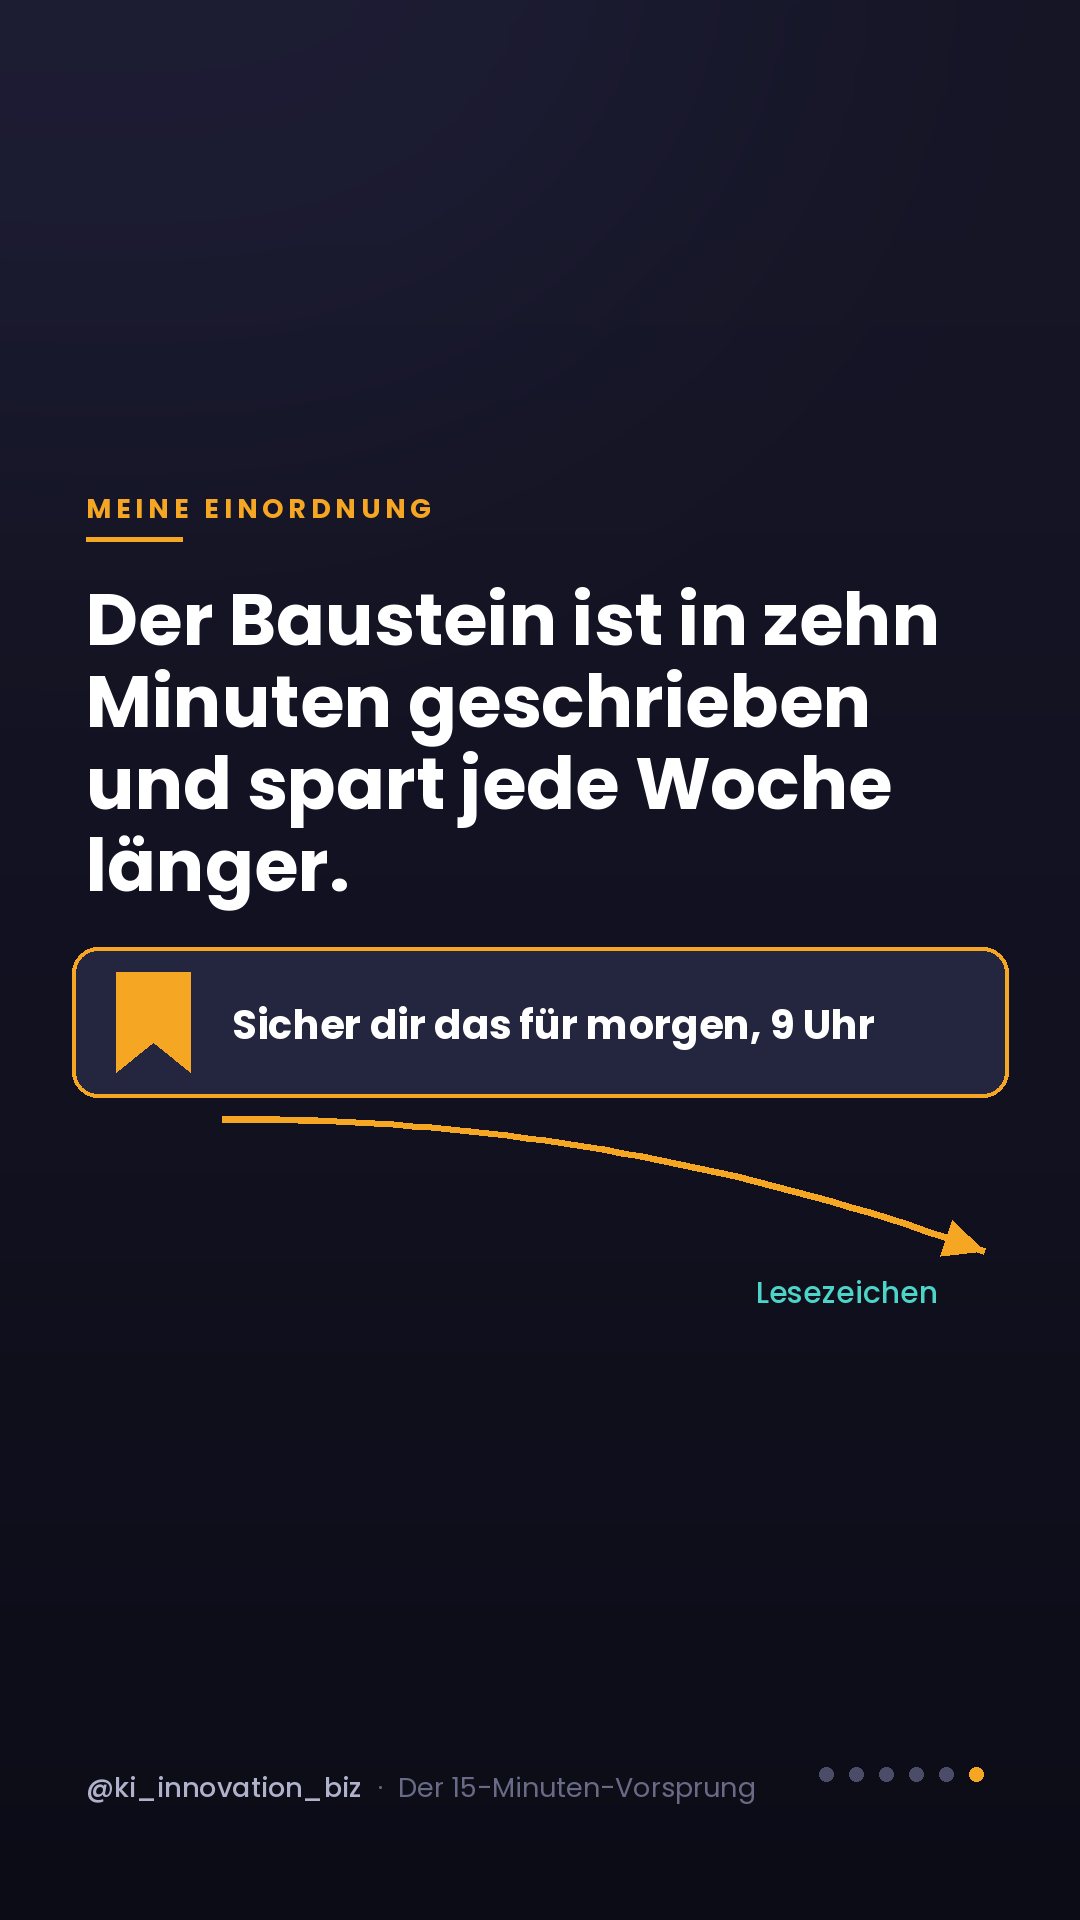 MEINE EINORDNUNG
Der Baustein ist in zehn
Minuten geschrieben
und spart jede Woche
länger.
Sicher dir das für morgen, 9 Uhr
Lesezeichen
@ki_innovation_biz · Der 15-Minuten-Vorsprung